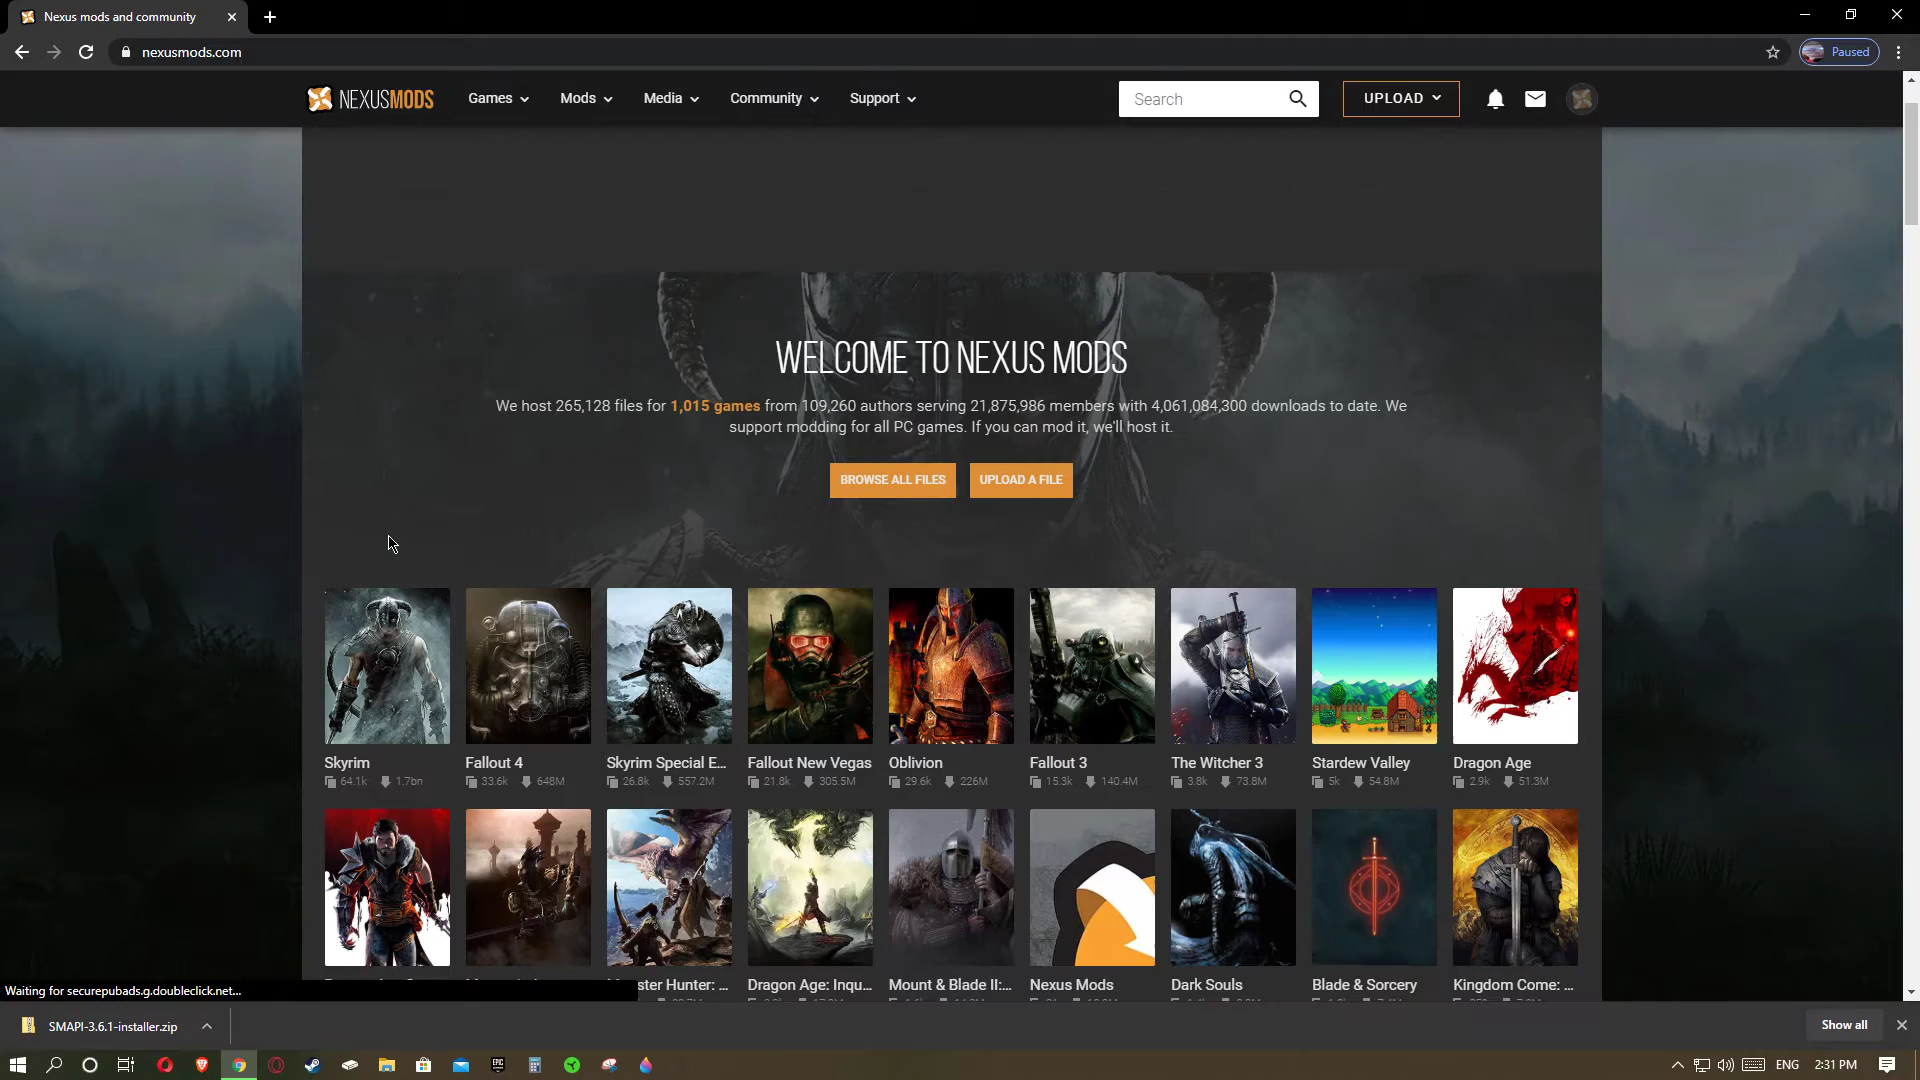 Nexus mods and community
nexusmods.com
Paused
NEXUSMODS
Games
Mods
Media
Community
Support
Search
UPLOAD
WELCOME TO NEXUS MODS
We host 265,128 files for 1,015 games from 109,260 authors serving 21,875,986 members with 4,061,084,300 downloads to date. We
support modding for all PC games. If you can mod it, we'll host it.
BROWSE ALL FILES
UPLOAD A FILE
Skyrim
Fallout 4
Skyrim Special E...
Fallout New Vegas
Oblivion
Fallout 3
The Witcher 3
Stardew Valley
Dragon Age
64.1k 1.7bn
33.6k 648M
26.8k 557.2M
21.8k 305.5M
29.6k 226M
15.3k 140.4M
3.8k 73.8M
5k 54.8M
2.9k 51.3M
ster Hunter: ...
Dragon Age: Inqu...
Mount & Blade II:...
Nexus Mods
Dark Souls
Blade & Sorcery
Kingdom Come: ...
Waiting for securepubads.g.doubleclick.net...
SMAPI-3.6.1-installer.zip
Show all
EPIC
ENG
2:31 PM